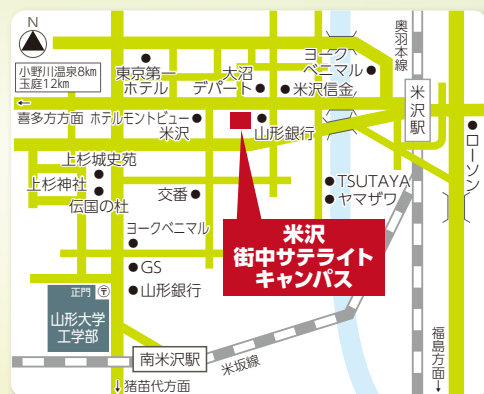 N
小野川温泉8km
玉庭12km
←
喜多方方面
東京第一
ホテル
大沼
デパート
ヨーク
ベニマル
米沢信金
奥羽本線
米沢駅
ホテルモントビュー
米沢
山形銀行
ローソン
上杉城史苑
上杉神社
伝国の杜
交番
TSUTAYA
ヤマザワ
ヨークベニマル
米沢
街中サテライト
キャンパス
GS
山形銀行
正門
〒
山形大学
工学部
南米沢駅
米坂線
↓猪苗代方面
福島方面→